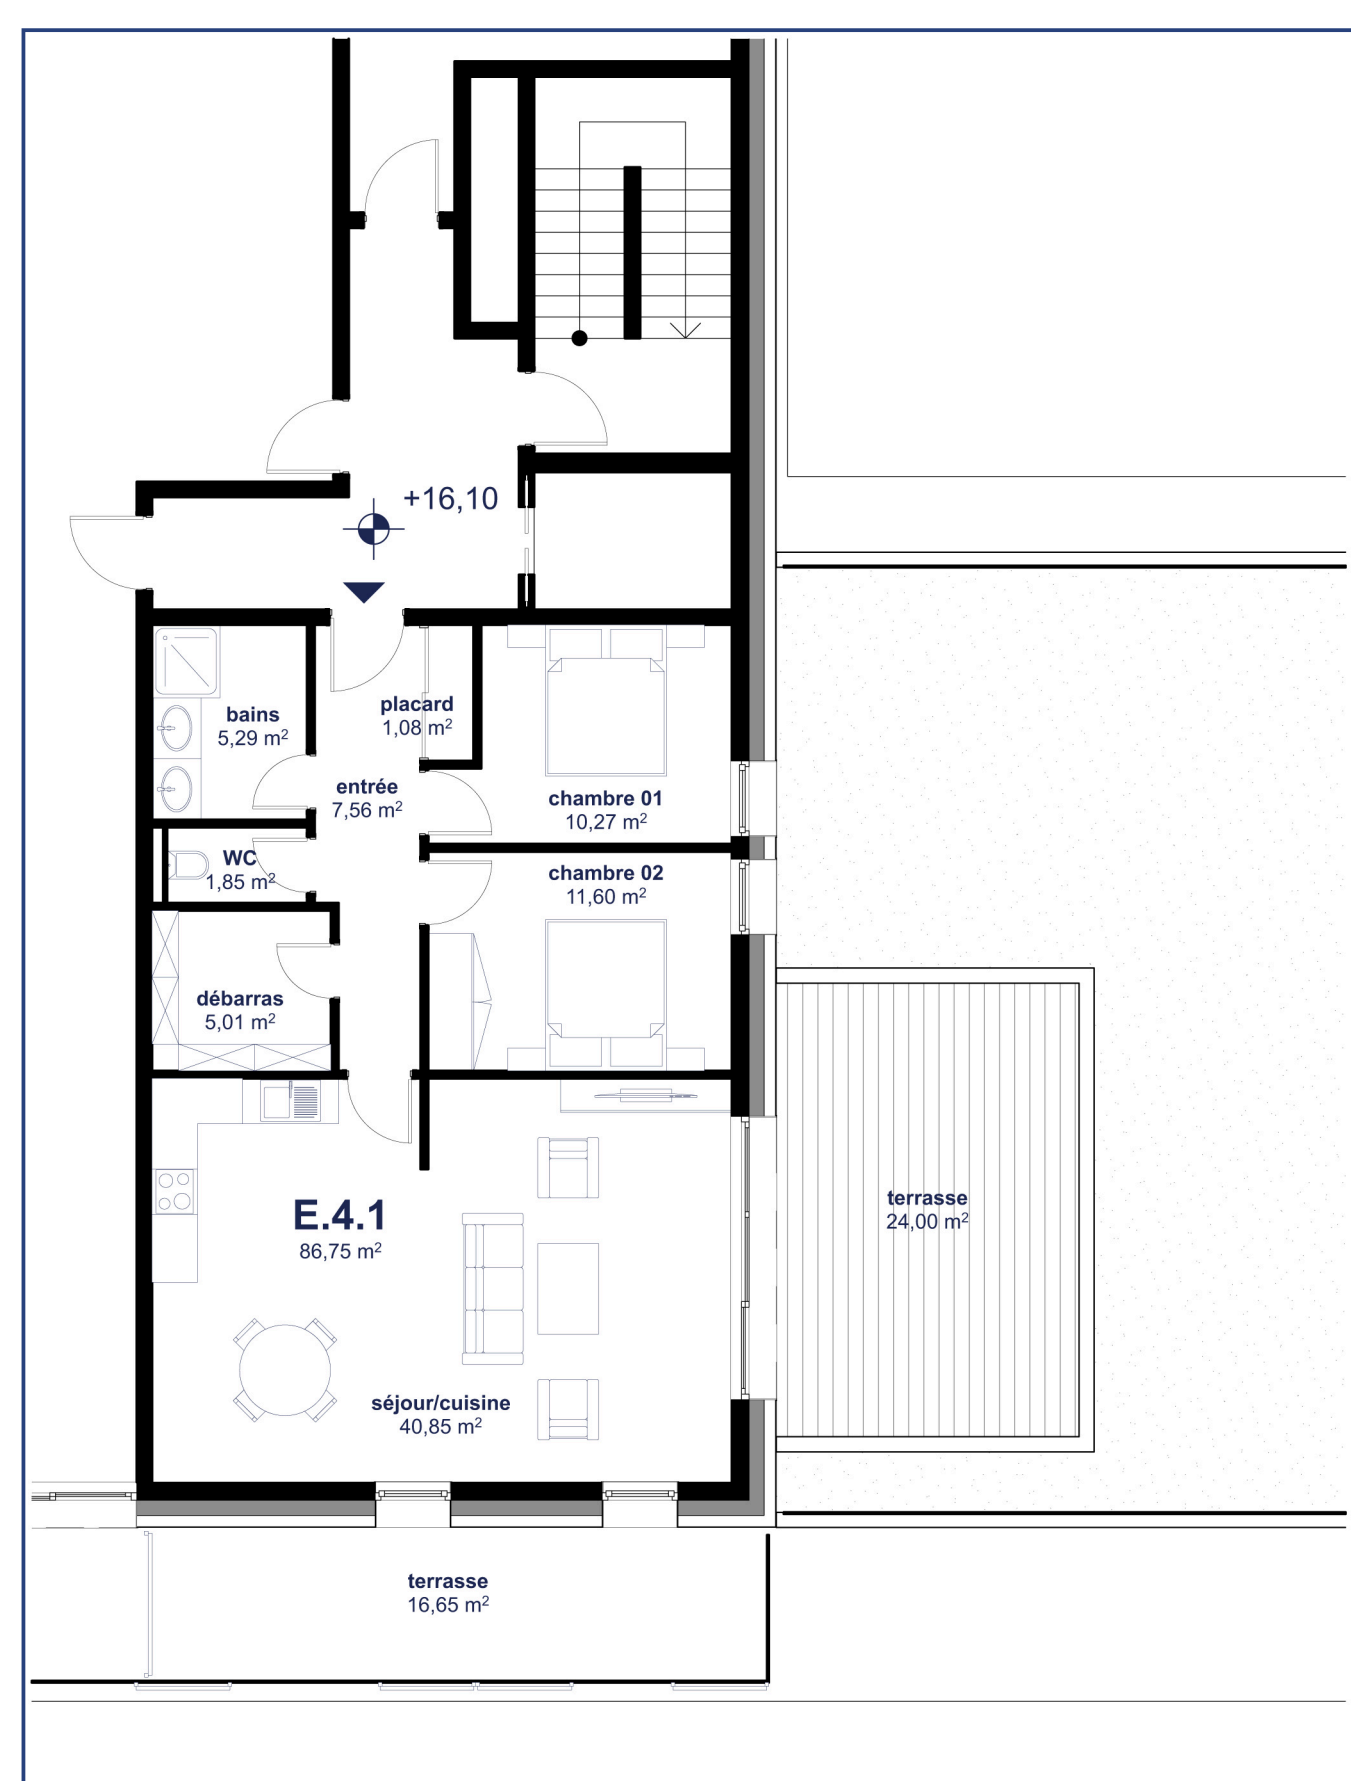 +16,10
placard
1,08 m²
bains
5,29 m²
entrée
7,56 m²
chambre 01
10,27 m²
WC
1,85 m²
chambre 02
11,60 m²
débarras
5,01 m²
E.4.1
86,75 m²
terrasse
24,00 m²
séjour/cuisine
40,85 m²
terrasse
16,65 m²